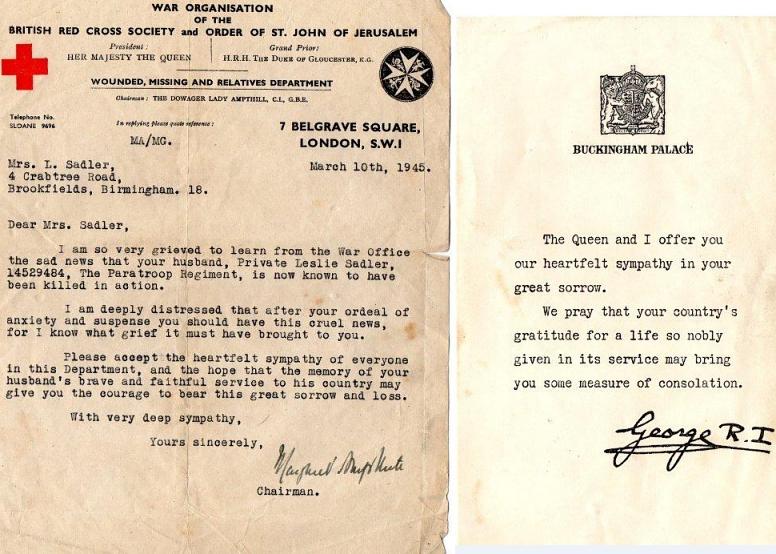 WAR ORGANISATION
OF THE
BRITISH RED CROSS SOCIETY and ORDER OF ST. JOHN OF JERUSALEM
President:
HER MAJESTY THE QUEEN
Grand Prior:
H.R.H. THE DUKE OF GLOUCESTER, K.G.
WOUNDED, MISSING AND RELATIVES DEPARTMENT
Chairman: THE DOWAGER LADY AMPTHILL, C.I., G.B.E.
Telephone No.
SLOANE 9696
In replying please quote reference:
MA/MG.
7 BELGRAVE SQUARE,
LONDON, S.W.1
March 10th, 1945.
Mrs. L. Sadler,
4 Crabtree Road,
Brookfields, Birmingham. 18.
Dear Mrs. Sadler,
I am so very grieved to learn from the War Office
the sad news that your husband, Private Leslie Sadler,
14529484, The Paratroop Regiment, is now known to have
been killed in action.
I am deeply distressed that after your ordeal of
anxiety and suspense you should have this cruel news,
for I know what grief it must have brought to you.
Please accept the heartfelt sympathy of everyone
in this Department, and the hope that the memory of your
husband's brave and faithful service to his country may
give you the courage to bear this great sorrow and loss.
With very deep sympathy,
Yours sincerely,
Margaret Ampthill
Chairman.
BUCKINGHAM PALACE
The Queen and I offer you
our heartfelt sympathy in your
great sorrow.
We pray that your country's
gratitude for a life so nobly
given in its service may bring
you some measure of consolation.
George R.I